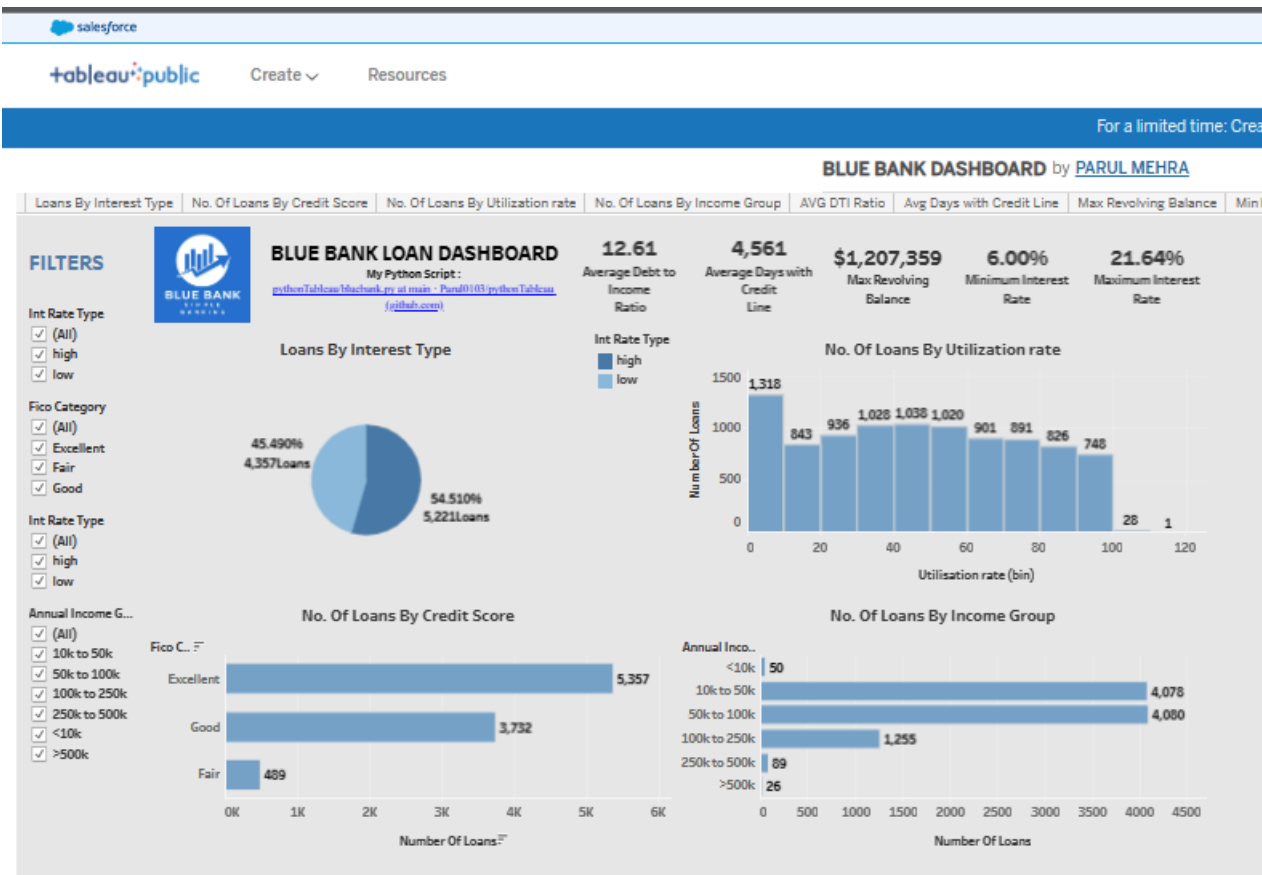 salesforce
+ableau public
Create
Resources
For a limited time: Crea
BLUE BANK DASHBOARD by PARUL MEHRA
Loans By Interest Type
No. Of Loans By Credit Score
No. Of Loans By Utilization rate
No. Of Loans By Income Group
AVG DTI Ratio
Avg Days with Credit Line
Max Revolving Balance
Min
FILTERS
BLUE BANK
SIMPLE
BANKING
BLUE BANK LOAN DASHBOARD
My Python Script :
pythonTableau/bluebank.py at main · Parul0103/pythonTableau
(github.com)
12.61
Average Debt to
Income
Ratio
4,561
Average Days with
Credit
Line
$1,207,359
Max Revolving
Balance
6.00%
Minimum Interest
Rate
21.64%
Maximum Interest
Rate
Int Rate Type
(All)
high
low
Fico Category
(All)
Excellent
Fair
Good
Int Rate Type
(All)
high
low
Annual Income G...
(All)
10k to 50k
50k to 100k
100k to 250k
250k to 500k
<10k
>500k
Loans By Interest Type
45.490%
4,357Loans
54.510%
5,221Loans
Int Rate Type
high
low
No. Of Loans By Utilization rate
Number Of Loans
1500
1000
500
0
1,318
843
936
1,028
1,038
1,020
901
891
826
748
28
1
0
20
40
60
80
100
120
Utilisation rate (bin)
No. Of Loans By Credit Score
Fico C..
Excellent
5,357
Good
3,732
Fair
489
0K
1K
2K
3K
4K
5K
6K
Number Of Loans
No. Of Loans By Income Group
Annual Inco..
<10k
50
10k to 50k
4,078
50k to 100k
4,080
100k to 250k
1,255
250k to 500k
89
>500k
26
0
500
1000
1500
2000
2500
3000
3500
4000
4500
Number Of Loans